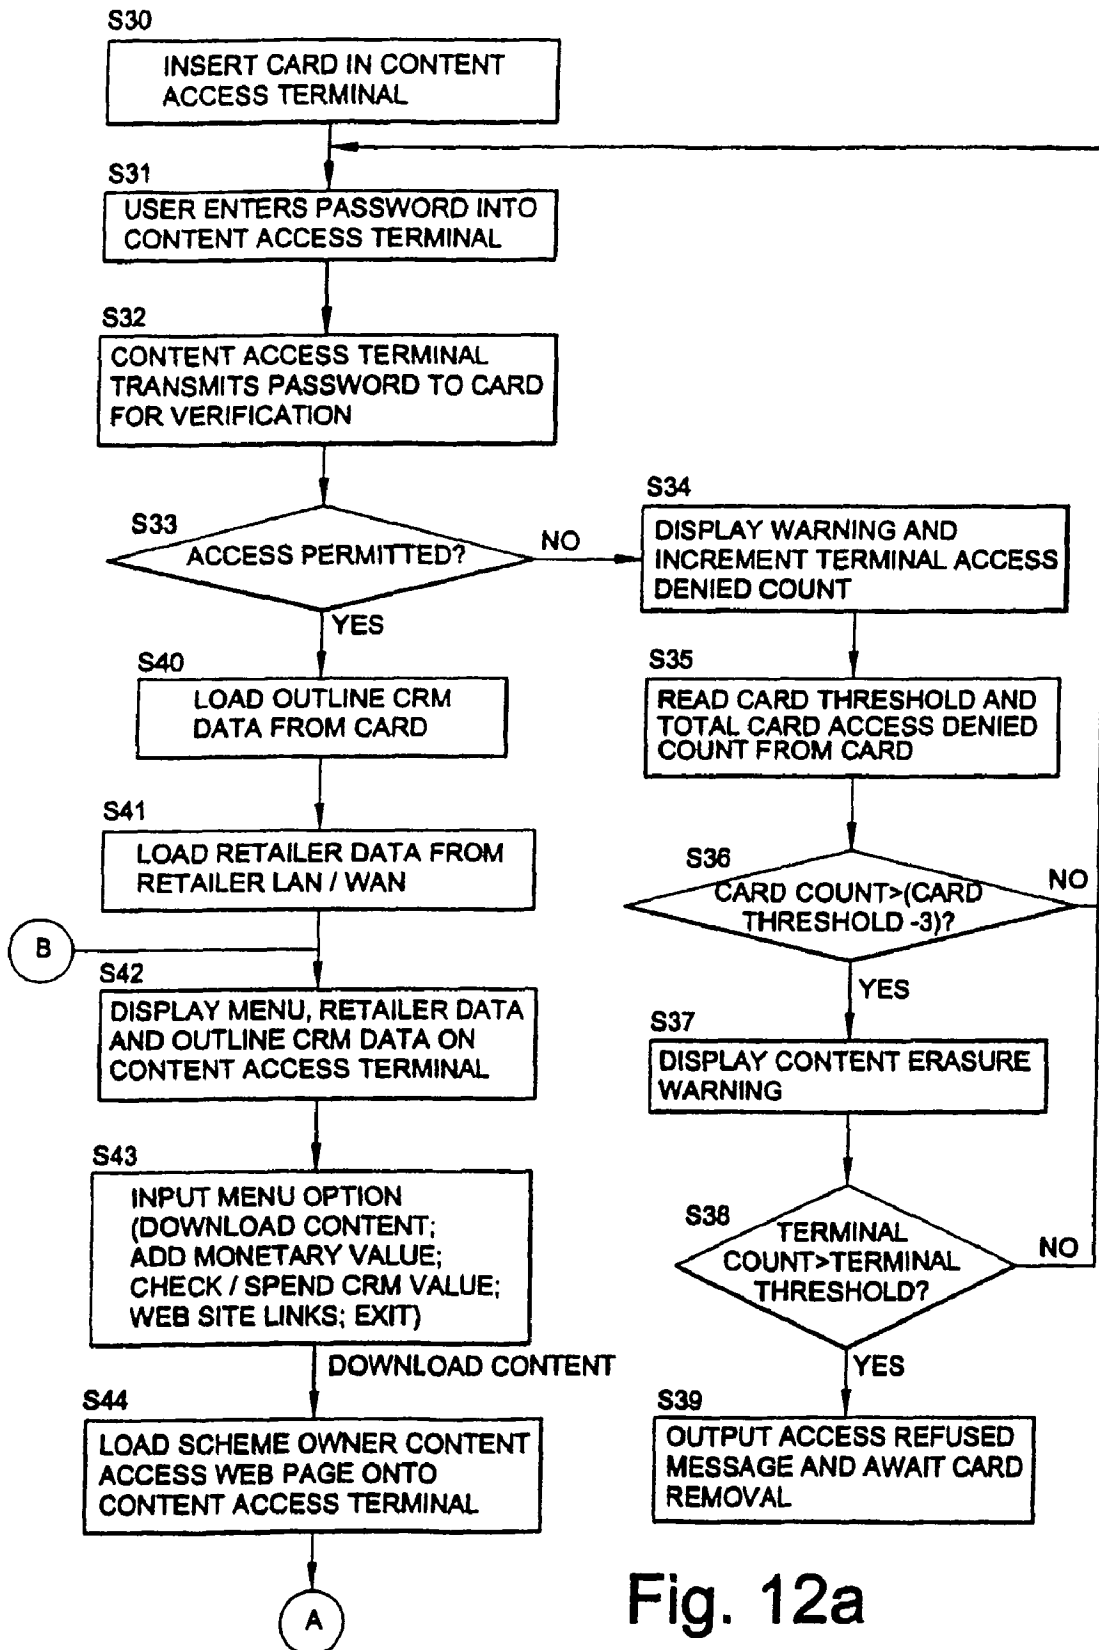 S30
INSERT CARD IN CONTENT
ACCESS TERMINAL
S31
USER ENTERS PASSWORD INTO
CONTENT ACCESS TERMINAL
S32
CONTENT ACCESS TERMINAL
TRANSMITS PASSWORD TO CARD
FOR VERIFICATION
S33
ACCESS PERMITTED?
NO
YES
S34
DISPLAY WARNING AND
INCREMENT TERMINAL ACCESS
DENIED COUNT
S35
READ CARD THRESHOLD AND
TOTAL CARD ACCESS DENIED
COUNT FROM CARD
S36
CARD COUNT>(CARD
THRESHOLD -3)?
NO
YES
S37
DISPLAY CONTENT ERASURE
WARNING
S38
TERMINAL
COUNT>TERMINAL
THRESHOLD?
NO
YES
S39
OUTPUT ACCESS REFUSED
MESSAGE AND AWAIT CARD
REMOVAL
S40
LOAD OUTLINE CRM
DATA FROM CARD
S41
LOAD RETAILER DATA FROM
RETAILER LAN / WAN
B
S42
DISPLAY MENU, RETAILER DATA
AND OUTLINE CRM DATA ON
CONTENT ACCESS TERMINAL
S43
INPUT MENU OPTION
(DOWNLOAD CONTENT;
ADD MONETARY VALUE;
CHECK / SPEND CRM VALUE;
WEB SITE LINKS; EXIT)
DOWNLOAD CONTENT
S44
LOAD SCHEME OWNER CONTENT
ACCESS WEB PAGE ONTO
CONTENT ACCESS TERMINAL
A
Fig. 12a